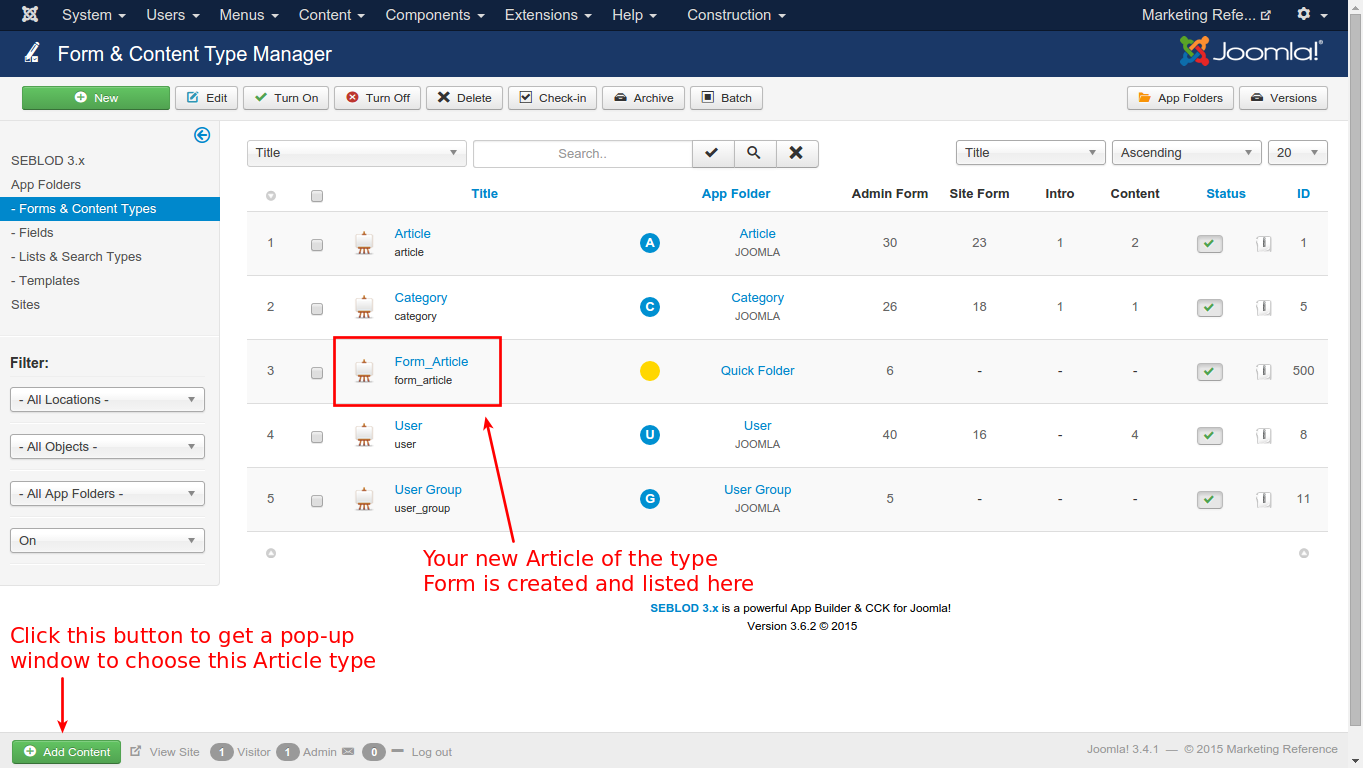 System Users Menus Content Components Extensions Help Construction Marketing Refe...
Form & Content Type Manager Joomla!®
New Edit Turn On Turn Off Delete Check-in Archive Batch App Folders Versions
SEBLOD 3.x
App Folders
- Forms & Content Types
- Fields
- Lists & Search Types
- Templates
Sites
Filter:
- All Locations -
- All Objects -
- All App Folders -
On
Title Search.. Title Ascending 20
Title App Folder Admin Form Site Form Intro Content Status ID
1 Article A Article 30 23 1 2 1
article JOOMLA
2 Category C Category 26 18 1 1 5
category JOOMLA
3 Form_Article Quick Folder 6 - - - 500
form_article
4 User U User 40 16 - 4 8
user JOOMLA
5 User Group G User Group 5 - - - 11
user_group JOOMLA
Your new Article of the type
Form is created and listed here
SEBLOD 3.x is a powerful App Builder & CCK for Joomla!
Version 3.6.2 © 2015
Click this button to get a pop-up
window to choose this Article type
Add Content View Site 1 Visitor 1 Admin 0 Log out Joomla! 3.4.1 — © 2015 Marketing Reference